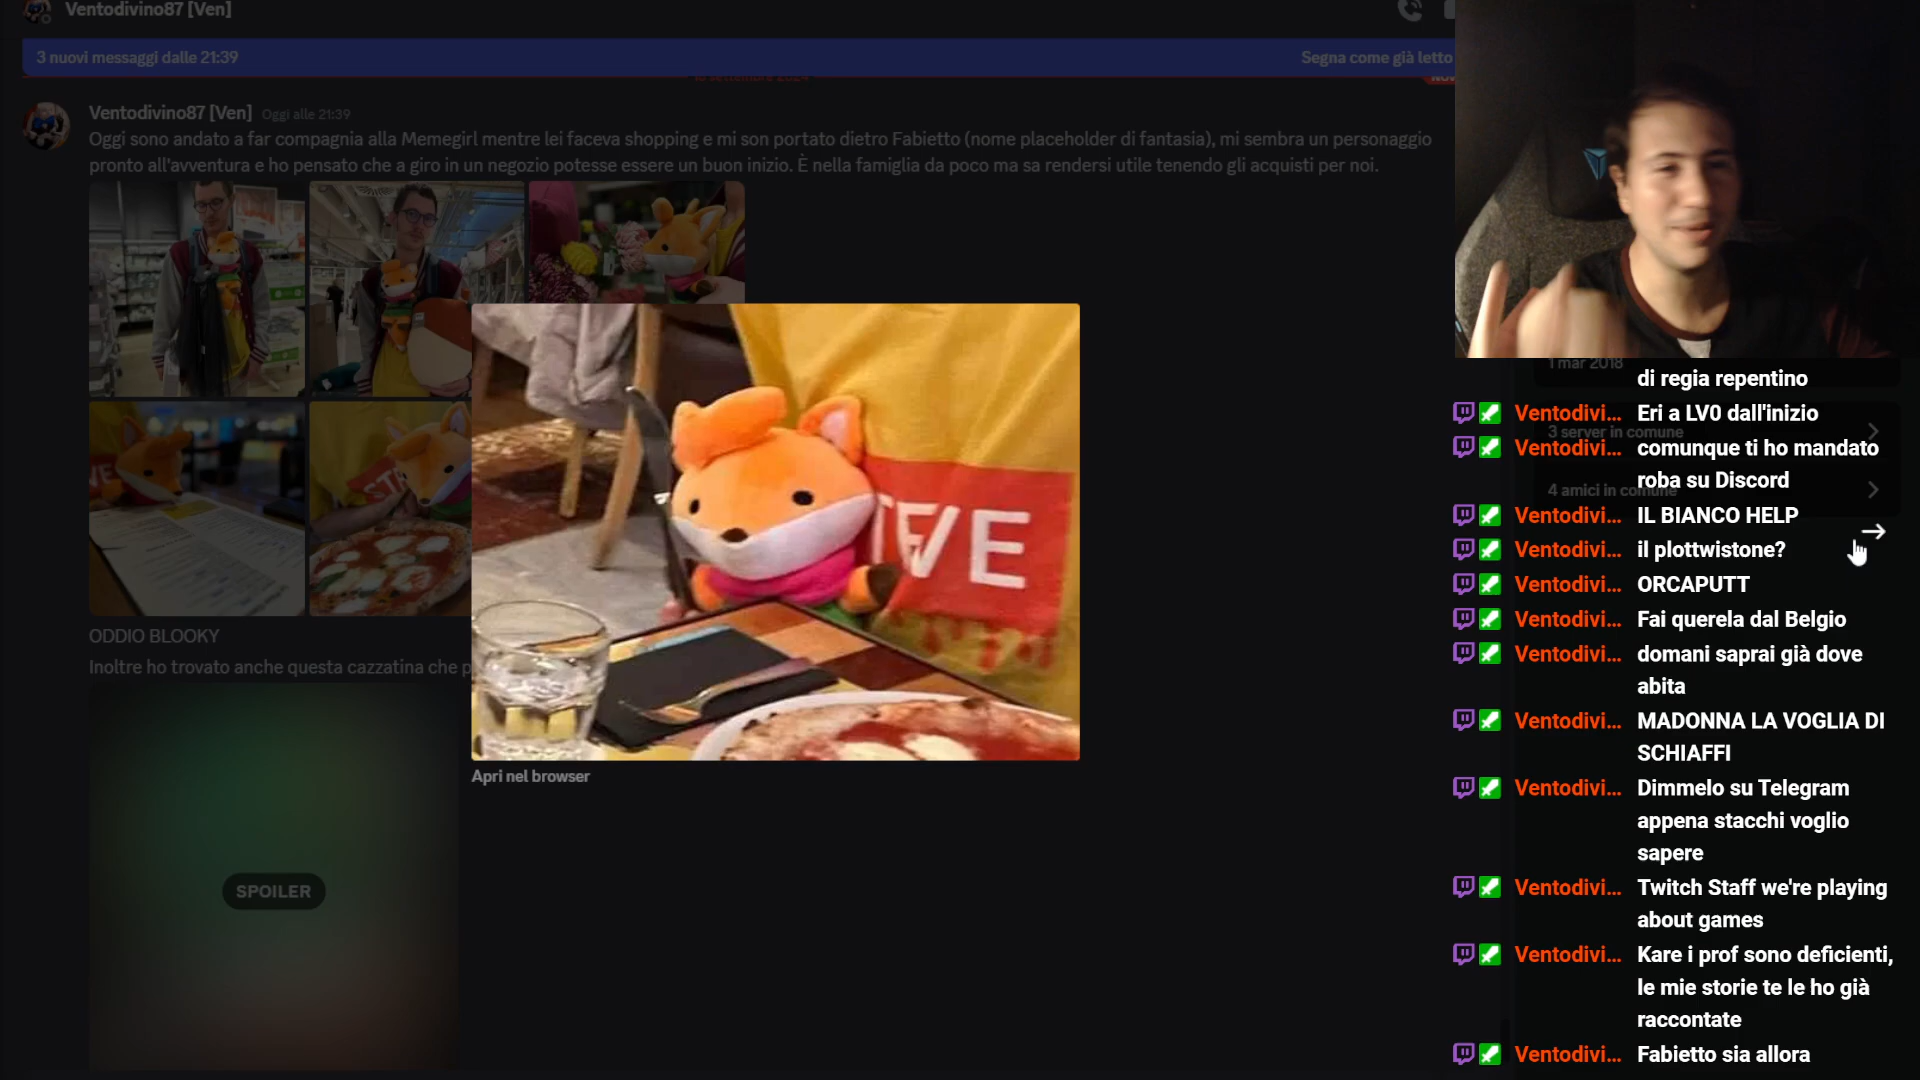 Ventodivino87 [Ven]
3 nuovi messaggi dalle 21:39
Segna come già letto
Ventodivino87 [Ven] Oggi alle 21:39
Oggi sono andato a far compagnia alla Memegirl mentre lei faceva shopping e mi son portato dietro Fabietto (nome placeholder di fantasia), mi sembra un personaggio
pronto all'avventura e ho pensato che a giro in un negozio potesse essere un buon inizio. È nella famiglia da poco ma sa rendersi utile tenendo gli acquisti per noi.
ODDIO BLOOKY
Inoltre ho trovato anche questa cazzatina che p
SPOILER
Apri nel browser
1 mar 2018
3 server in comune
4 amici in comune
di regia repentino
Ventodivi... Eri a LV0 dall'inizio
Ventodivi... comunque ti ho mandato
roba su Discord
Ventodivi... IL BIANCO HELP
Ventodivi... il plottwistone?
Ventodivi... ORCAPUTT
Ventodivi... Fai querela dal Belgio
Ventodivi... domani saprai già dove
abita
Ventodivi... MADONNA LA VOGLIA DI
SCHIAFFI
Ventodivi... Dimmelo su Telegram
appena stacchi voglio
sapere
Ventodivi... Twitch Staff we're playing
about games
Ventodivi... Kare i prof sono deficienti,
le mie storie te le ho già
raccontate
Ventodivi... Fabietto sia allora